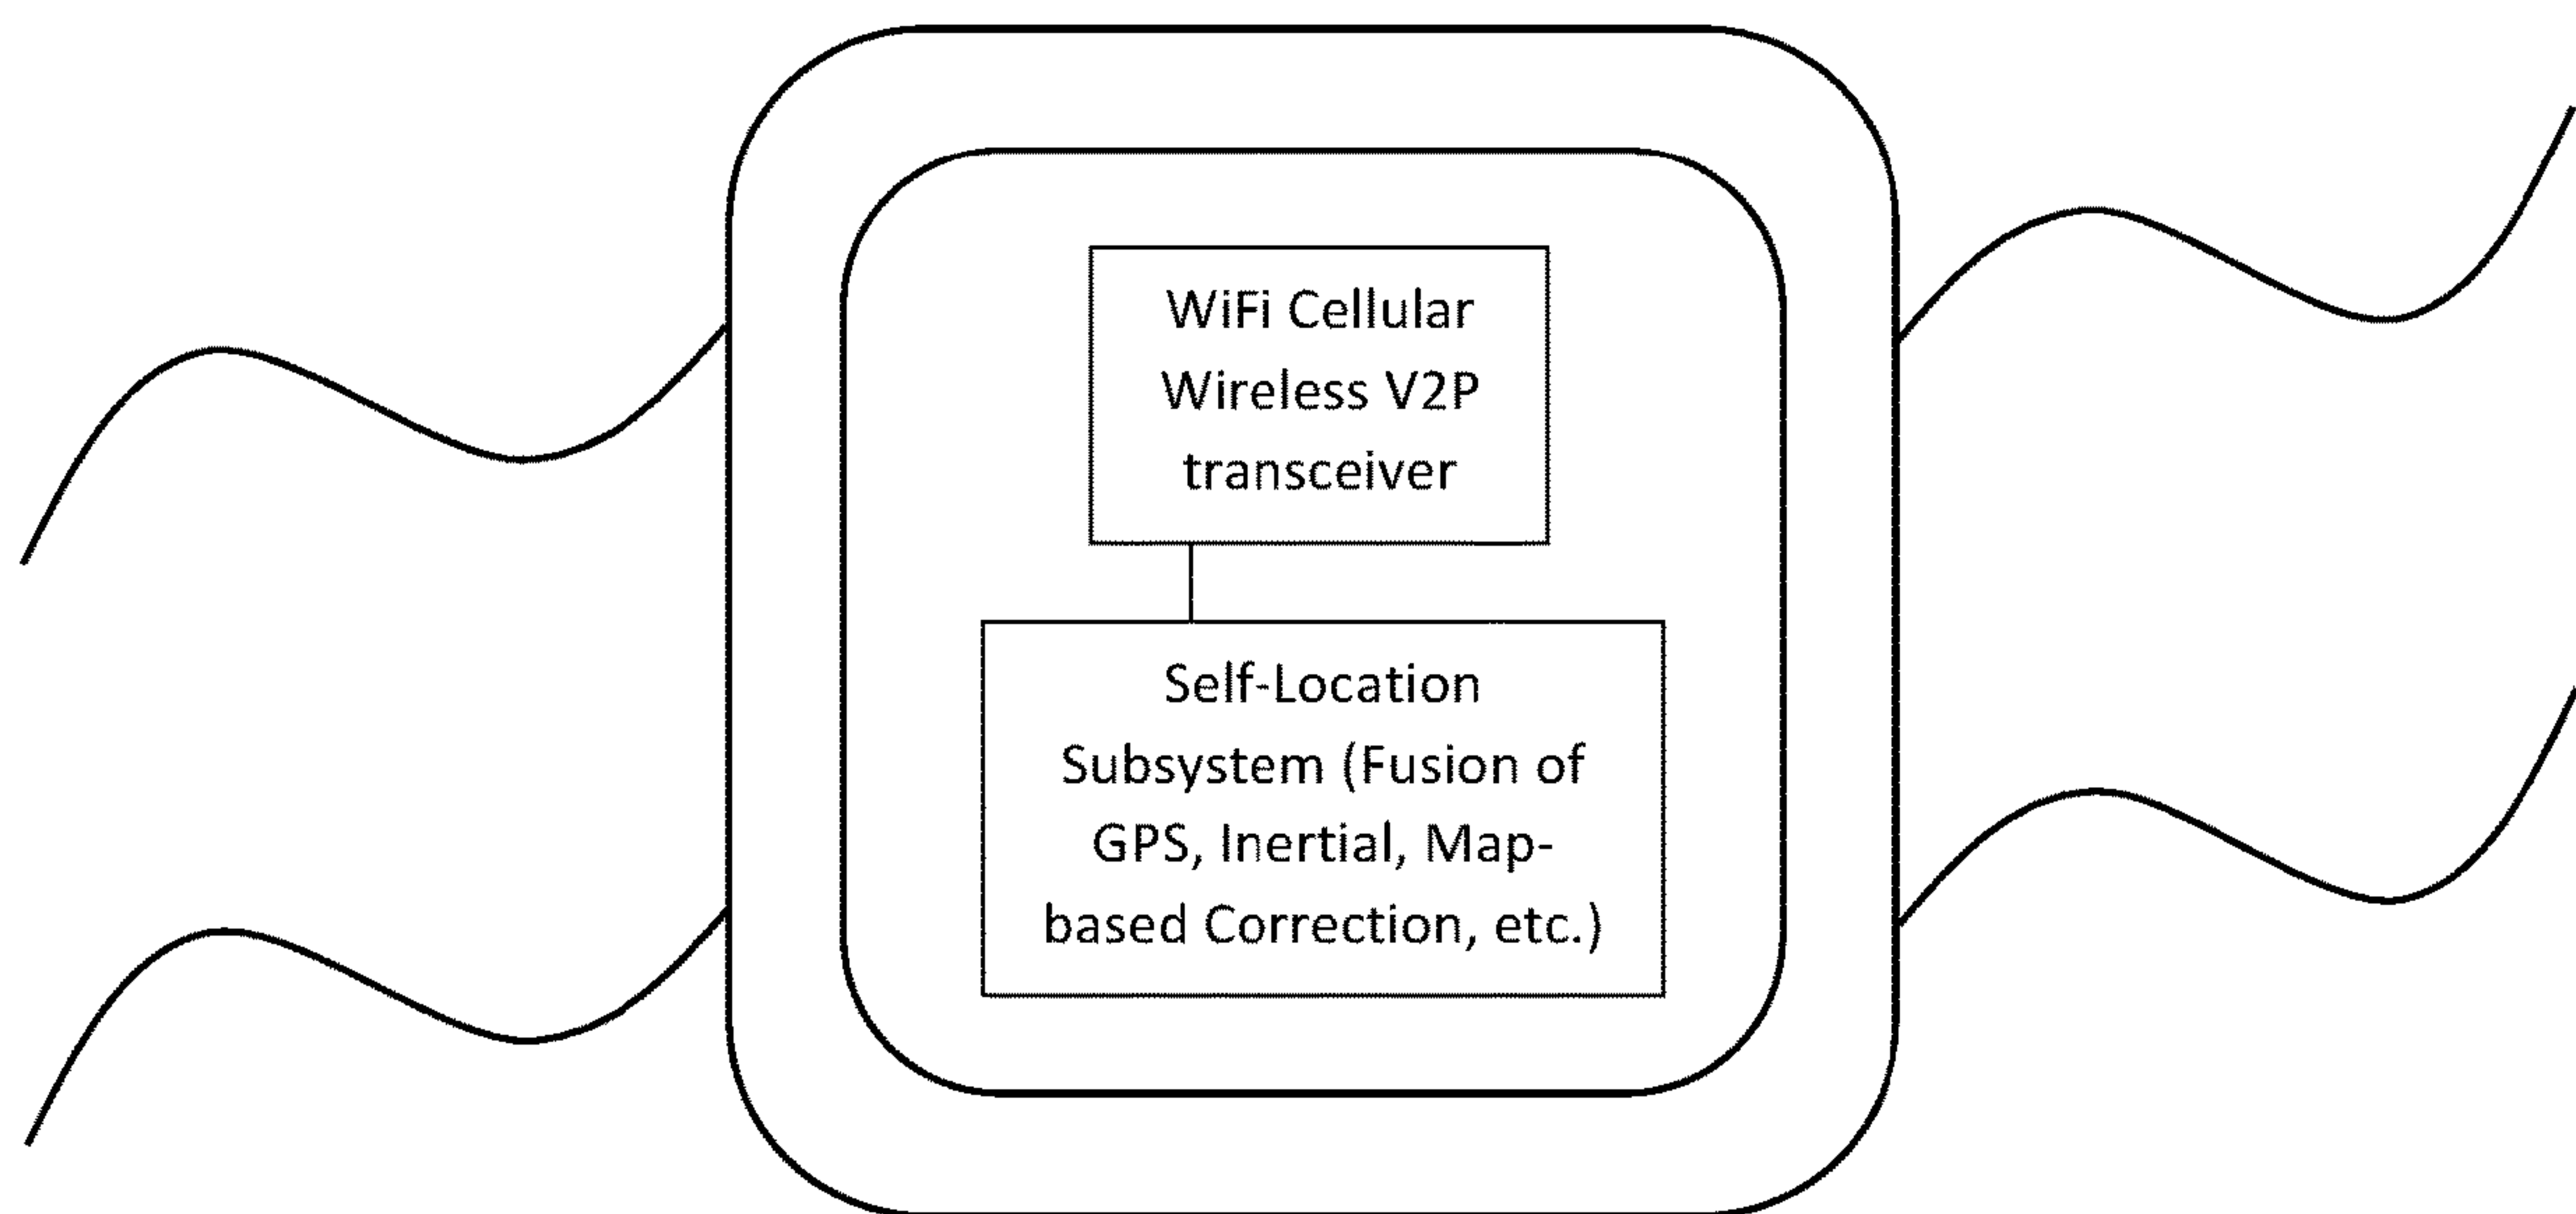 WiFi Cellular
Wireless V2P
transceiver
Self-Location
Subsystem (Fusion of
GPS, Inertial, Map-
based Correction, etc.)